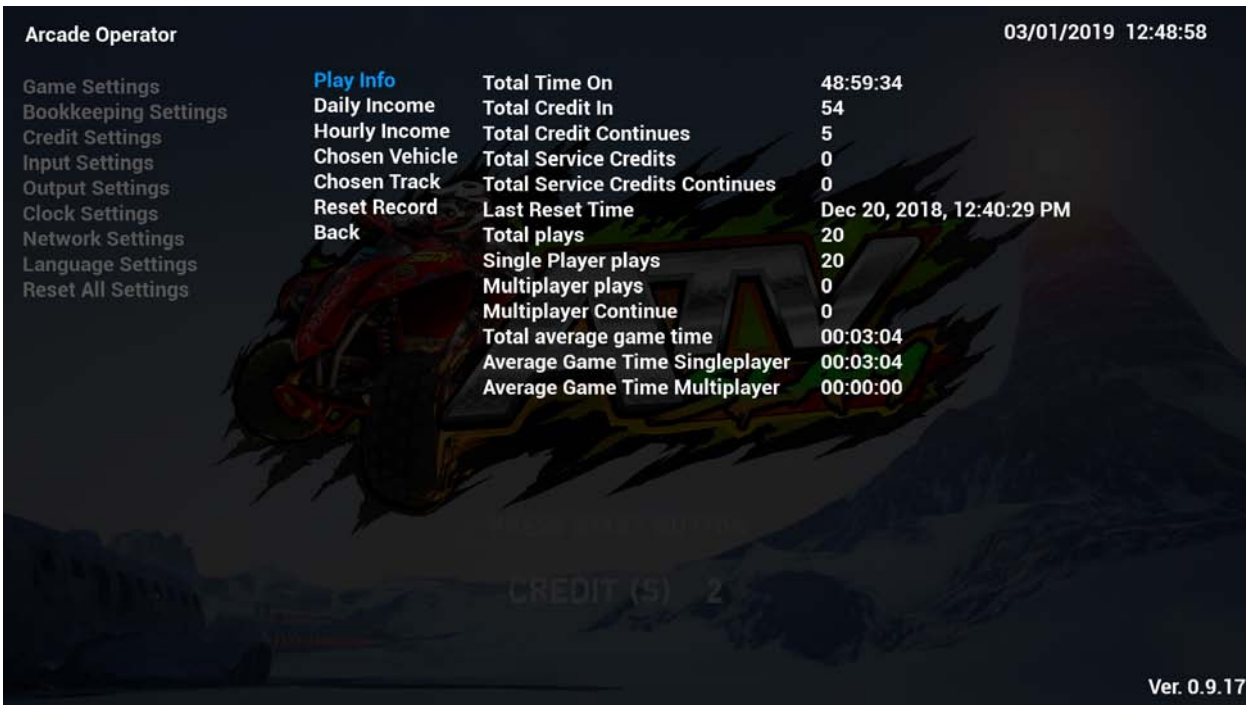 Arcade Operator
03/01/2019 12:48:58
Game Settings
Bookkeeping Settings
Credit Settings
Input Settings
Output Settings
Clock Settings
Network Settings
Language Settings
Reset All Settings
Play Info
Daily Income
Hourly Income
Chosen Vehicle
Chosen Track
Reset Record
Back
Total Time On 48:59:34
Total Credit In 54
Total Credit Continues 5
Total Service Credits 0
Total Service Credits Continues 0
Last Reset Time Dec 20, 2018, 12:40:29 PM
Total plays 20
Single Player plays 20
Multiplayer plays 0
Multiplayer Continue 0
Total average game time 00:03:04
Average Game Time Singleplayer 00:03:04
Average Game Time Multiplayer 00:00:00
ATV
CREDIT (S) 2
Ver. 0.9.17